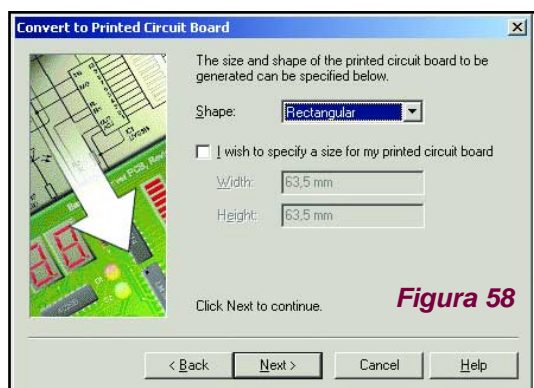 Convert to Printed Circuit Board
The size and shape of the printed circuit board to be
generated can be specified below.
Shape:
Rectangular
I wish to specify a size for my printed circuit board
Width:
63,5 mm
Height:
63,5 mm
Click Next to continue.
Figura 58
< Back
Next >
Cancel
Help